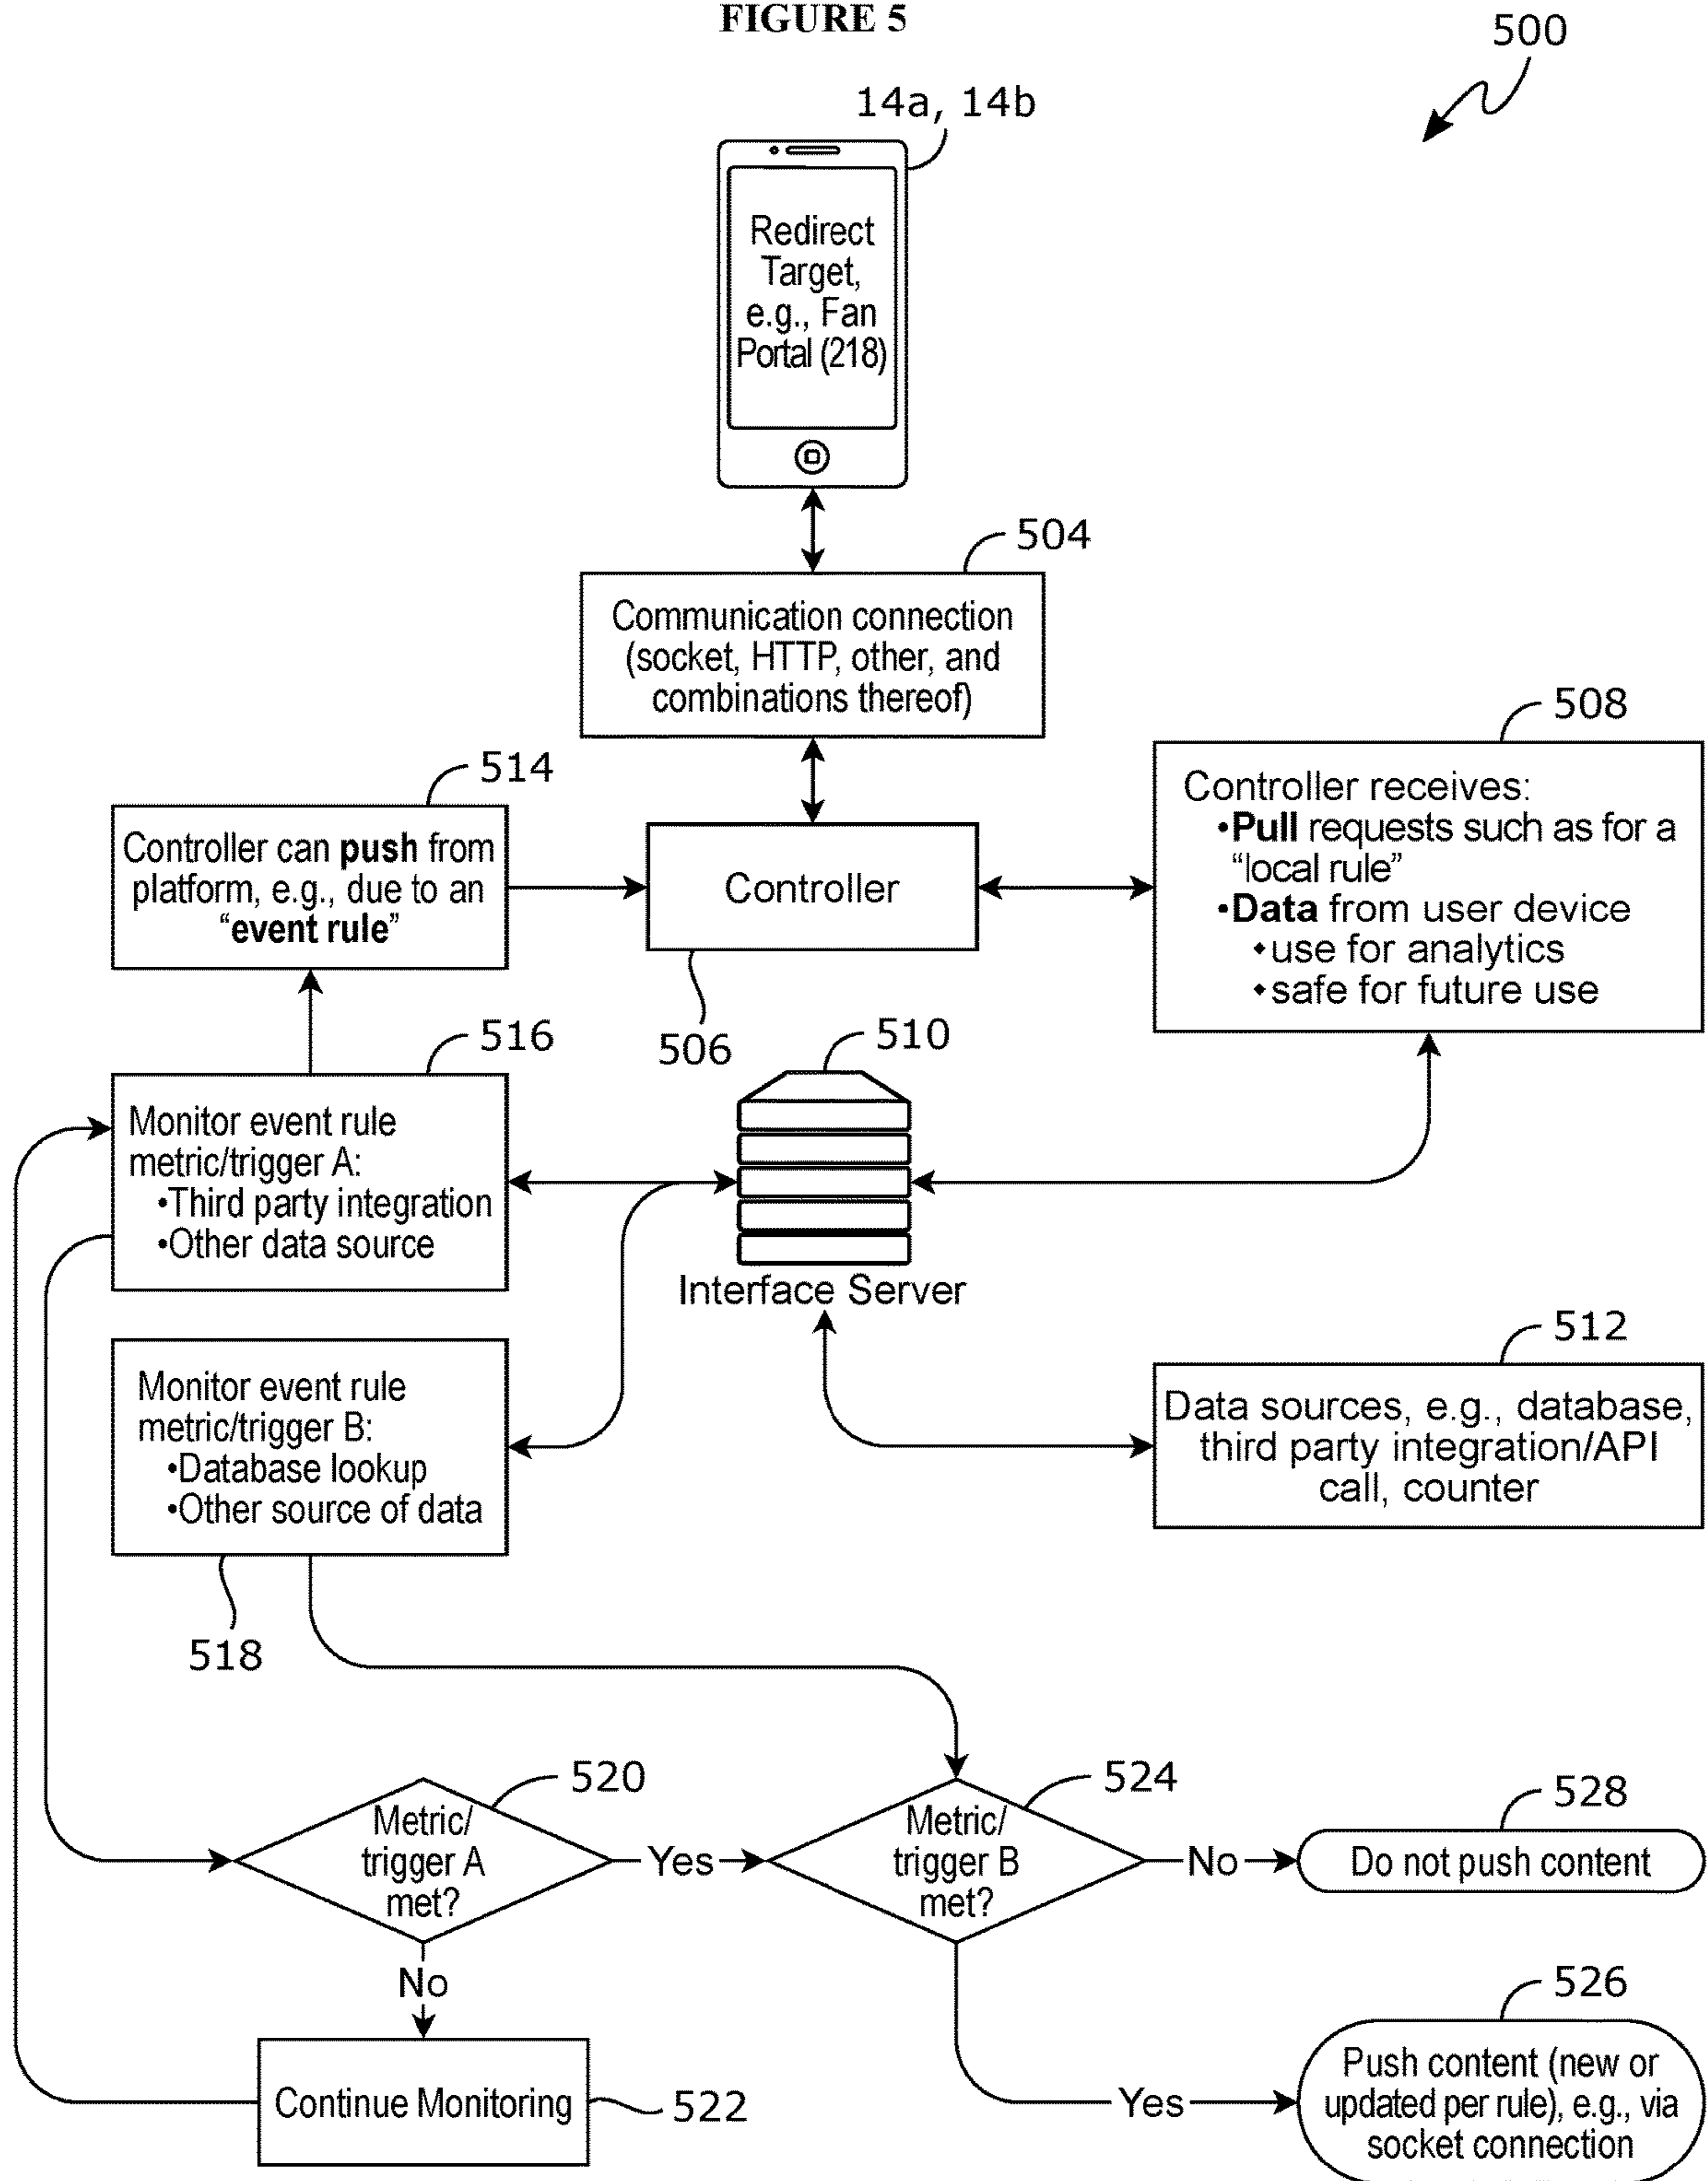 FIGURE 5
500
14a, 14b
Redirect
Target,
e.g., Fan
Portal (218)
504
Communication connection
(socket, HTTP, other, and
combinations thereof)
508
Controller receives:
•Pull requests such as for a
“local rule”
•Data from user device
◆use for analytics
◆safe for future use
514
Controller can push from
platform, e.g., due to an
“event rule”
Controller
506
510
Interface Server
516
Monitor event rule
metric/trigger A:
•Third party integration
•Other data source
512
Data sources, e.g., database,
third party integration/API
call, counter
Monitor event rule
metric/trigger B:
•Database lookup
•Other source of data
518
520
Metric/
trigger A
met?
Yes
524
Metric/
trigger B
met?
No
528
Do not push content
No
Continue Monitoring
522
Yes
526
Push content (new or
updated per rule), e.g., via
socket connection